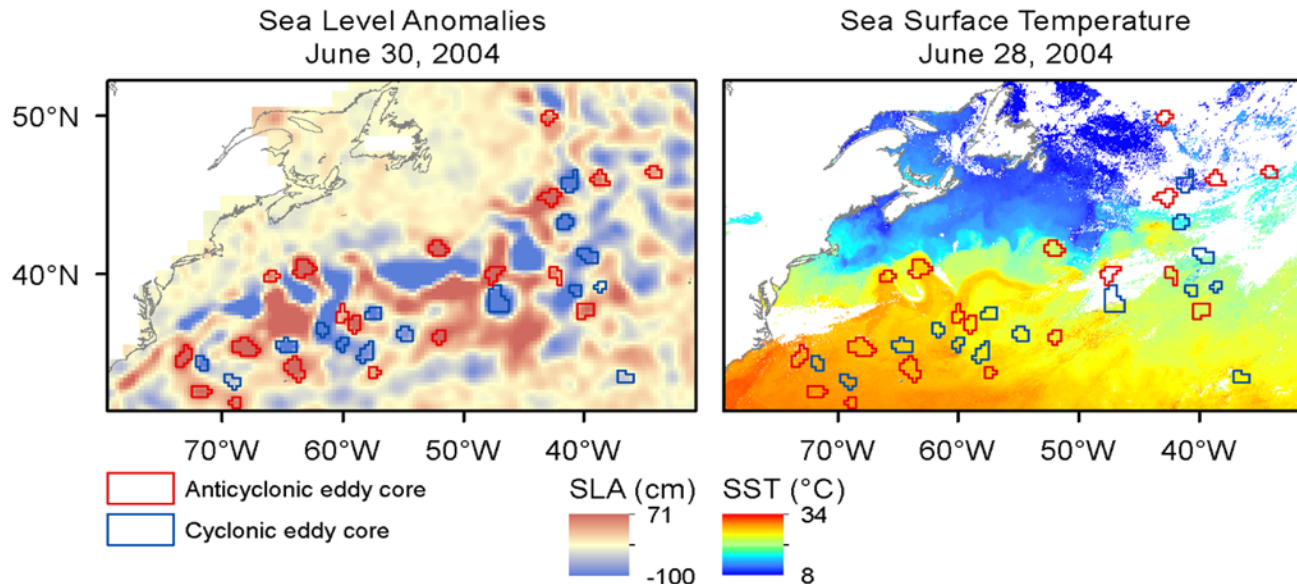 Sea Level Anomalies
June 30, 2004
Sea Surface Temperature
June 28, 2004
50°N
40°N
70°W 60°W 50°W 40°W
70°W 60°W 50°W 40°W
Anticyclonic eddy core
Cyclonic eddy core
SLA (cm)
71
-100
SST (°C)
34
8